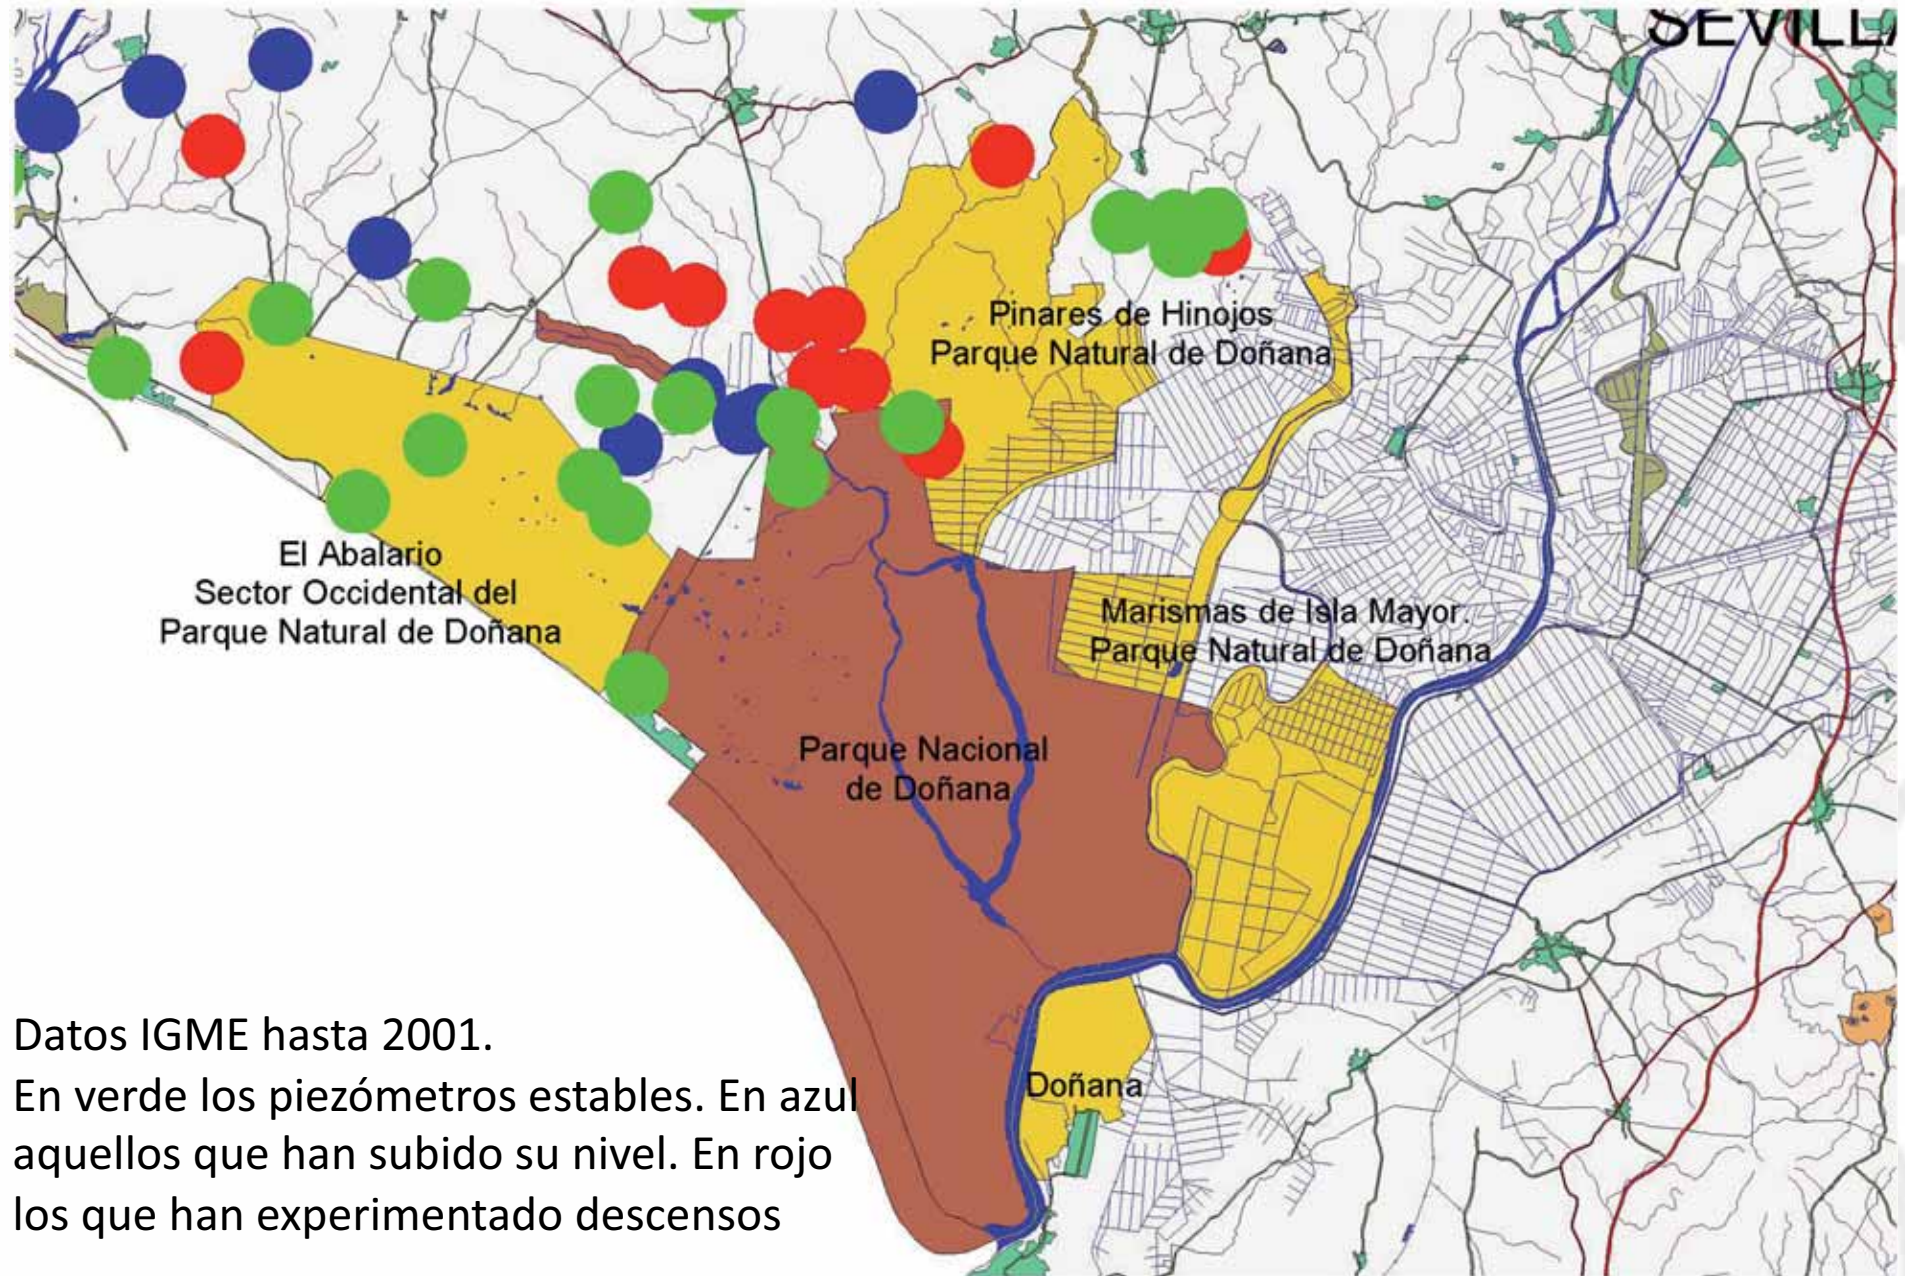 SEVILLA
Pinares de Hinojos
Parque Natural de Doñana
El Abalario
Sector Occidental del
Parque Natural de Doñana
Marismas de Isla Mayor.
Parque Natural de Doñana
Parque Nacional
de Doñana
Doñana
Datos IGME hasta 2001.
En verde los piezómetros estables. En azul
aquellos que han subido su nivel. En rojo
los que han experimentado descensos